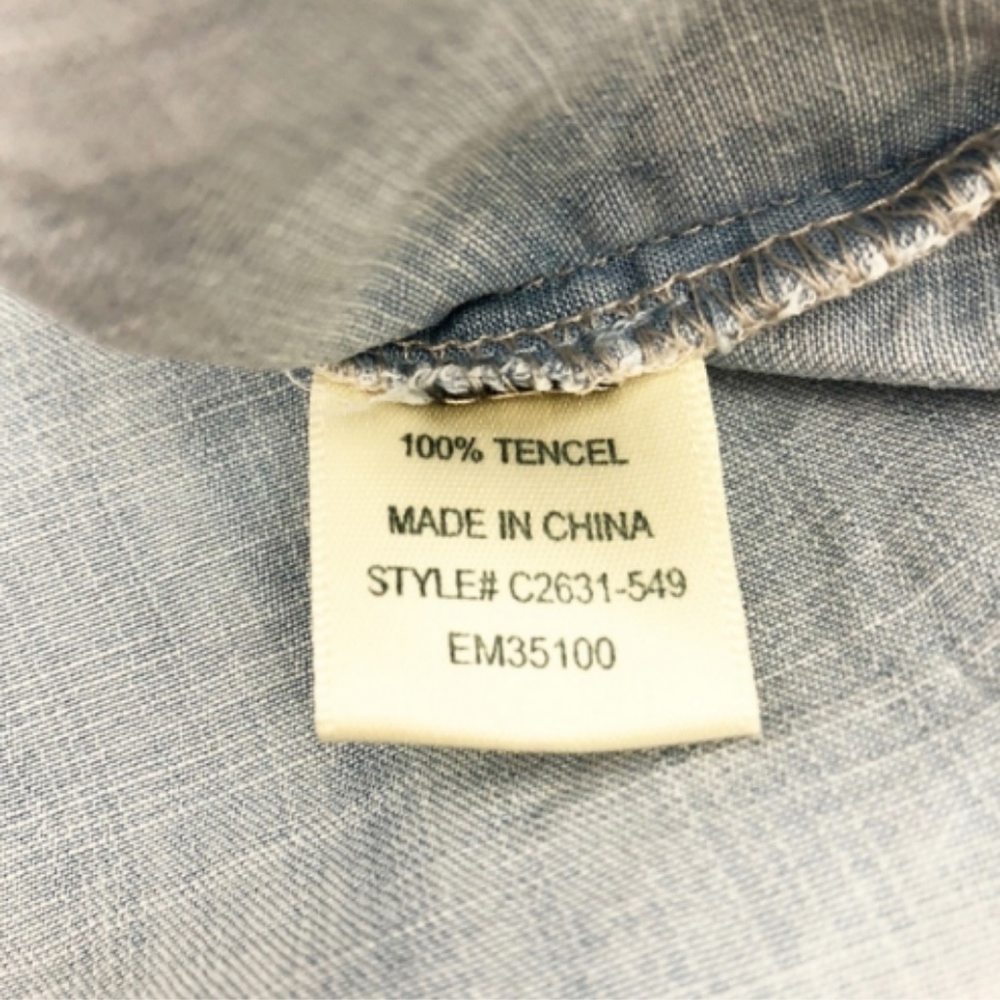 100% TENCEL
MADE IN CHINA
STYLE# C2631-549
EM35100